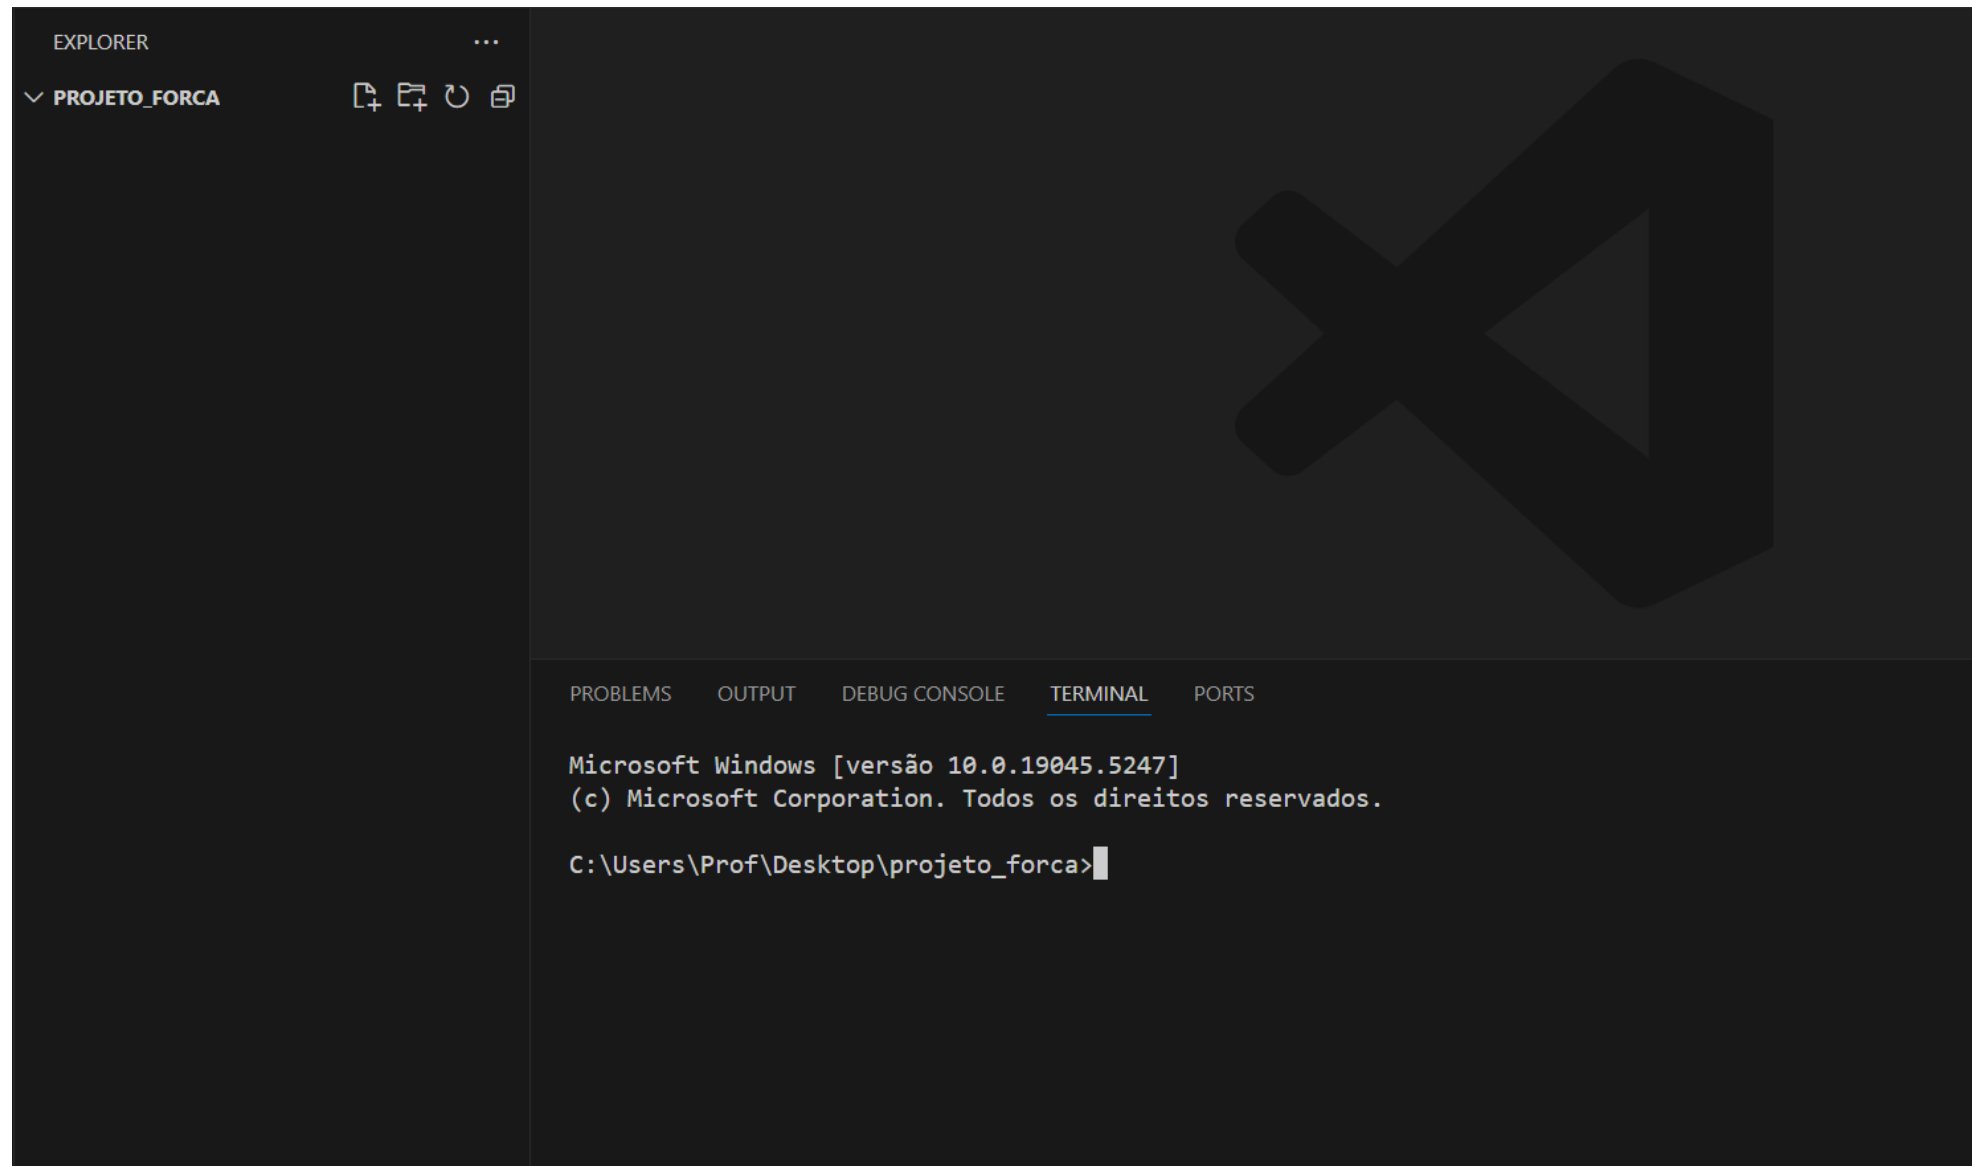 EXPLORER
PROJETO_FORCA
PROBLEMS OUTPUT DEBUG CONSOLE TERMINAL PORTS
Microsoft Windows [versão 10.0.19045.5247]
(c) Microsoft Corporation. Todos os direitos reservados.
C:\Users\Prof\Desktop\projeto_forca>